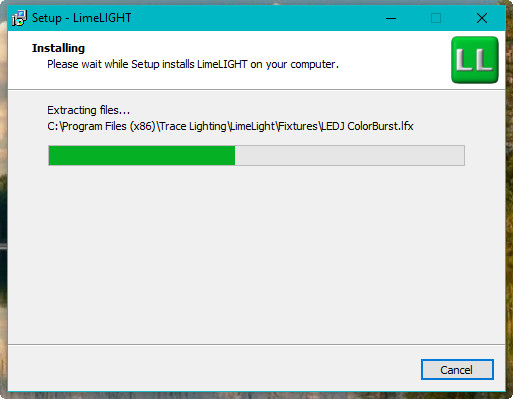 Setup - LimeLIGHT
Installing
Please wait while Setup installs LimeLIGHT on your computer.
LL
Extracting files...
C:\Program Files (x86)\Trace Lighting\LimeLight\Fixtures\LEDJ ColorBurst.lfx
Cancel